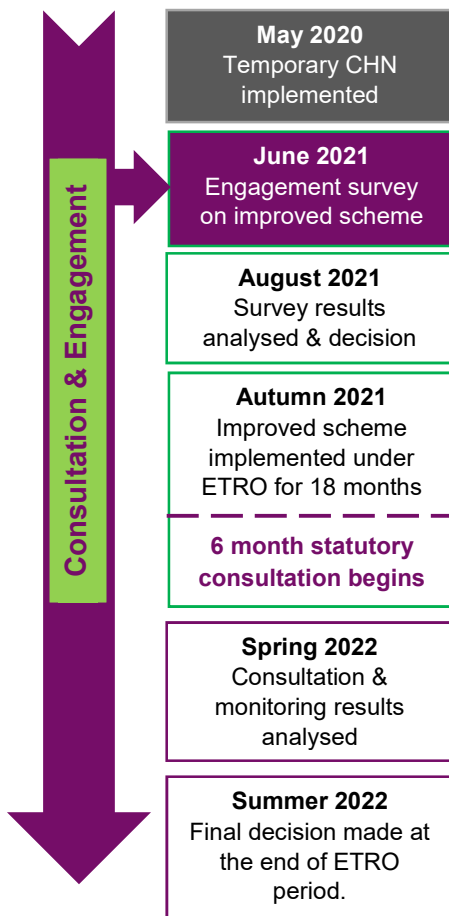 May 2020
Temporary CHN
implemented
June 2021
Engagement survey
on improved scheme
Consultation & Engagement
August 2021
Survey results
analysed & decision
Autumn 2021
Improved scheme
implemented under
ETRO for 18 months
6 month statutory
consultation begins
Spring 2022
Consultation &
monitoring results
analysed
Summer 2022
Final decision made at
the end of ETRO
period.